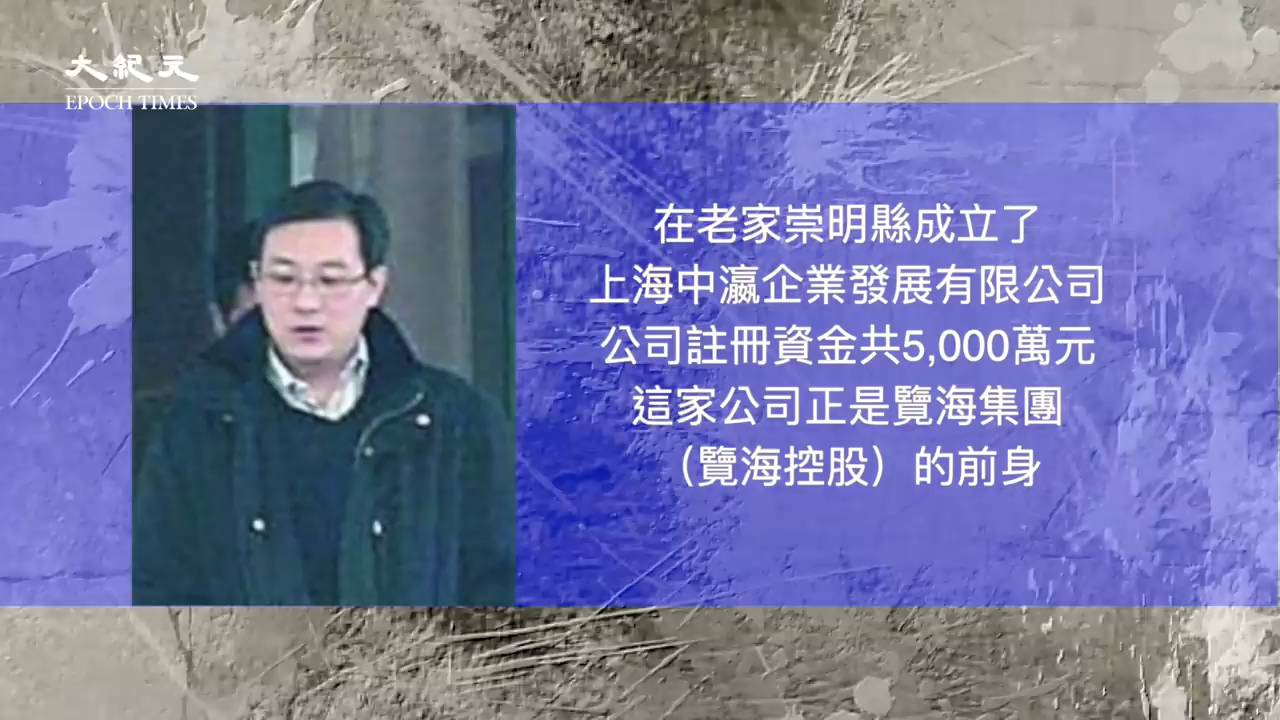 大紀元
EPOCH TIMES
在老家崇明縣成立了
上海中瀛企業發展有限公司
公司註冊資金共5,000萬元
這家公司正是覽海集團
（覽海控股）的前身